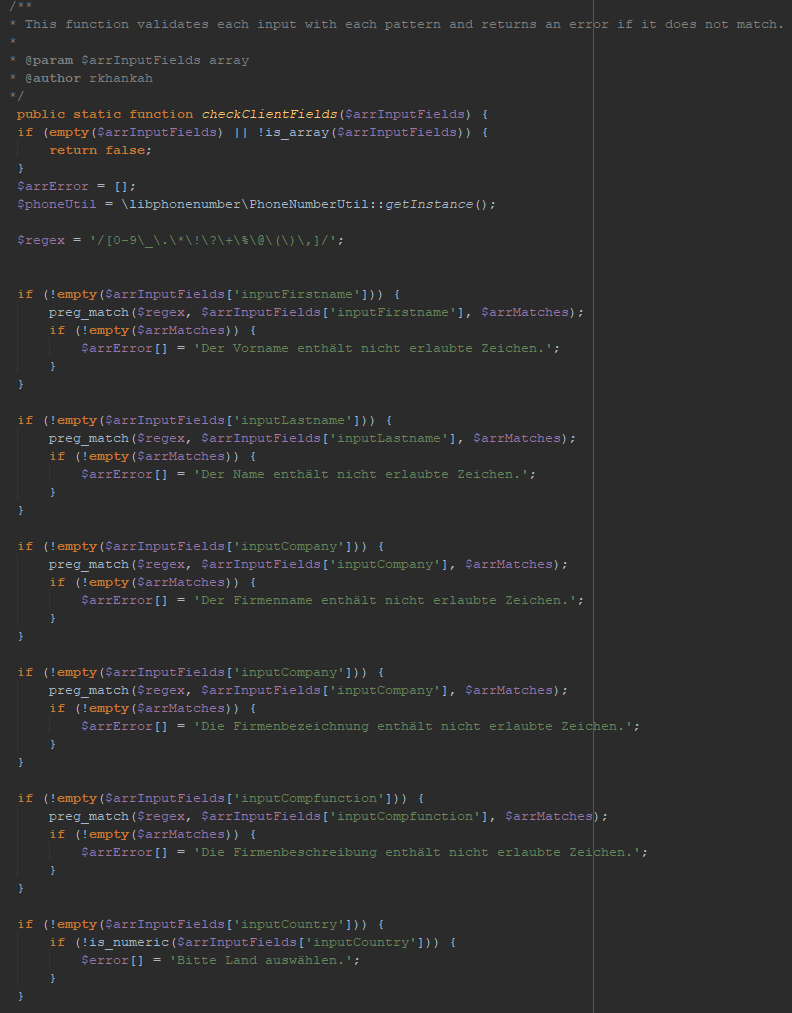 /**
* This function validates each input with each pattern and returns an error if it does not match.
*
* @param $arrInputFields array
* @author rkhankah
*/
public static function checkClientFields($arrInputFields) {
if (empty($arrInputFields) || !is_array($arrInputFields)) {
return false;
}
$arrError = [];
$phoneUtil = \libphonenumber\PhoneNumberUtil::getInstance();
$regex = '/[0-9\_\.\*\!\?\+\%\@\(\)\,]/';
if (!empty($arrInputFields['inputFirstname'])) {
preg_match($regex, $arrInputFields['inputFirstname'], $arrMatches);
if (!empty($arrMatches)) {
$arrError[] = 'Der Vorname enthält nicht erlaubte Zeichen.';
}
}
if (!empty($arrInputFields['inputLastname'])) {
preg_match($regex, $arrInputFields['inputLastname'], $arrMatches);
if (!empty($arrMatches)) {
$arrError[] = 'Der Name enthält nicht erlaubte Zeichen.';
}
}
if (!empty($arrInputFields['inputCompany'])) {
preg_match($regex, $arrInputFields['inputCompany'], $arrMatches);
if (!empty($arrMatches)) {
$arrError[] = 'Der Firmenname enthält nicht erlaubte Zeichen.';
}
}
if (!empty($arrInputFields['inputCompany'])) {
preg_match($regex, $arrInputFields['inputCompany'], $arrMatches);
if (!empty($arrMatches)) {
$arrError[] = 'Die Firmenbezeichnung enthält nicht erlaubte Zeichen.';
}
}
if (!empty($arrInputFields['inputCompfunction'])) {
preg_match($regex, $arrInputFields['inputCompfunction'], $arrMatches);
if (!empty($arrMatches)) {
$arrError[] = 'Die Firmenbeschreibung enthält nicht erlaubte Zeichen.';
}
}
if (!empty($arrInputFields['inputCountry'])) {
if (!is_numeric($arrInputFields['inputCountry'])) {
$error[] = 'Bitte Land auswählen.';
}
}